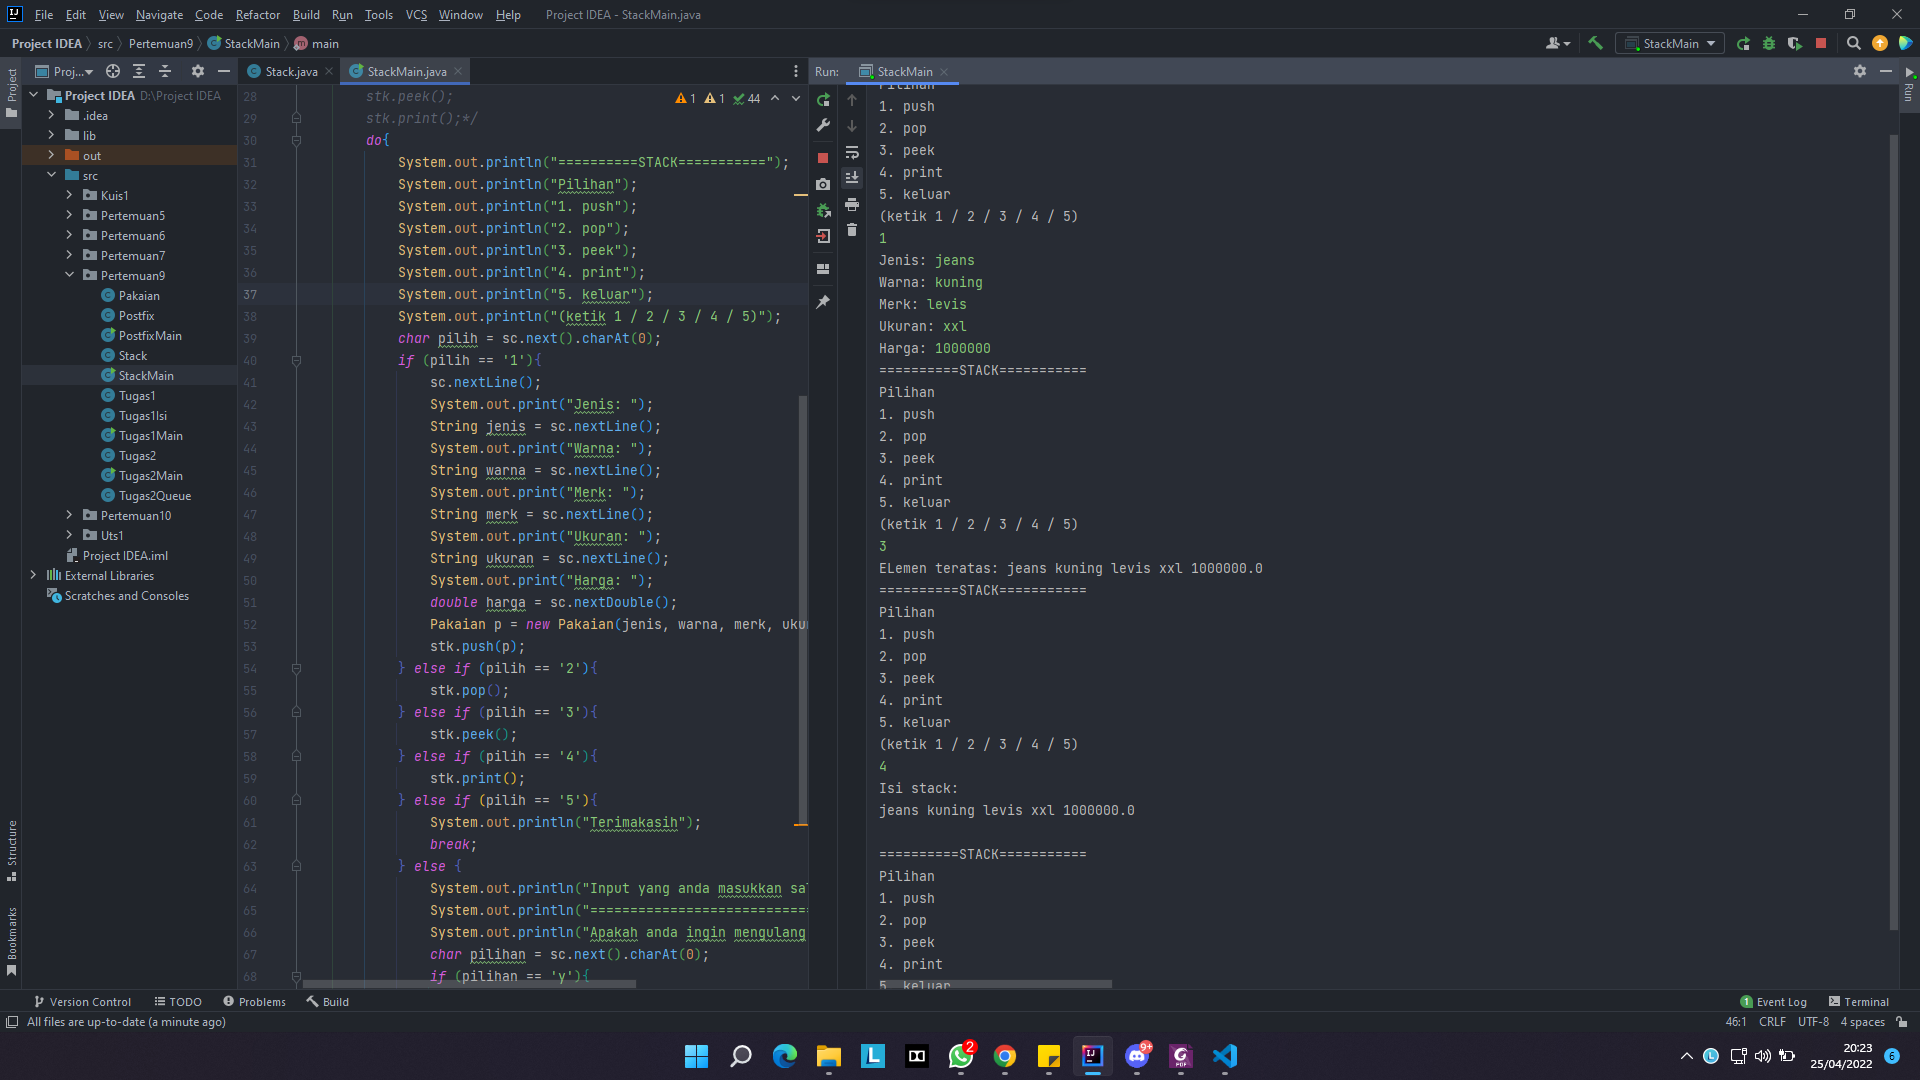 File Edit View Navigate Code Refactor Build Run Tools VCS Window Help Project IDEA - StackMain.java
Project IDEA src Pertemuan9 StackMain main
StackMain
Project
Proj...
Project IDEA D:\Project IDEA
.idea
lib
out
src
Kuis1
Pertemuan5
Pertemuan6
Pertemuan7
Pertemuan9
Pakaian
Postfix
PostfixMain
Stack
StackMain
Tugas1
Tugas1Isi
Tugas1Main
Tugas2
Tugas2Main
Tugas2Queue
Pertemuan10
Uts1
Project IDEA.iml
External Libraries
Scratches and Consoles
Structure
Bookmarks
Stack.java StackMain.java
1 1 44
28 stk.peek();
29 stk.print();*/
30 do{
31 System.out.println("==========STACK===========");
32 System.out.println("Pilihan");
33 System.out.println("1. push");
34 System.out.println("2. pop");
35 System.out.println("3. peek");
36 System.out.println("4. print");
37 System.out.println("5. keluar");
38 System.out.println("(ketik 1 / 2 / 3 / 4 / 5)");
39 char pilih = sc.next().charAt(0);
40 if (pilih == '1'){
41 sc.nextLine();
42 System.out.print("Jenis: ");
43 String jenis = sc.nextLine();
44 System.out.print("Warna: ");
45 String warna = sc.nextLine();
46 System.out.print("Merk: ");
47 String merk = sc.nextLine();
48 System.out.print("Ukuran: ");
49 String ukuran = sc.nextLine();
50 System.out.print("Harga: ");
51 double harga = sc.nextDouble();
52 Pakaian p = new Pakaian(jenis, warna, merk, uku
53 stk.push(p);
54 } else if (pilih == '2'){
55 stk.pop();
56 } else if (pilih == '3'){
57 stk.peek();
58 } else if (pilih == '4'){
59 stk.print();
60 } else if (pilih == '5'){
61 System.out.println("Terimakasih");
62 break;
63 } else {
64 System.out.println("Input yang anda masukkan sal
65 System.out.println("===========================
66 System.out.println("Apakah anda ingin mengulang
67 char pilihan = sc.next().charAt(0);
68 if (pilihan == 'y'){
Run: StackMain
Run
Pilihan
1. push
2. pop
3. peek
4. print
5. keluar
(ketik 1 / 2 / 3 / 4 / 5)
1
Jenis: jeans
Warna: kuning
Merk: levis
Ukuran: xxl
Harga: 1000000
==========STACK===========
Pilihan
1. push
2. pop
3. peek
4. print
5. keluar
(ketik 1 / 2 / 3 / 4 / 5)
3
ELemen teratas: jeans kuning levis xxl 1000000.0
==========STACK===========
Pilihan
1. push
2. pop
3. peek
4. print
5. keluar
(ketik 1 / 2 / 3 / 4 / 5)
4
Isi stack:
jeans kuning levis xxl 1000000.0
==========STACK===========
Pilihan
1. push
2. pop
3. peek
4. print
5. keluar
Version Control TODO Problems Build 1 Event Log Terminal
All files are up-to-date (a minute ago) 46:1 CRLF UTF-8 4 spaces
2 9+ 20:23
25/04/2022 6